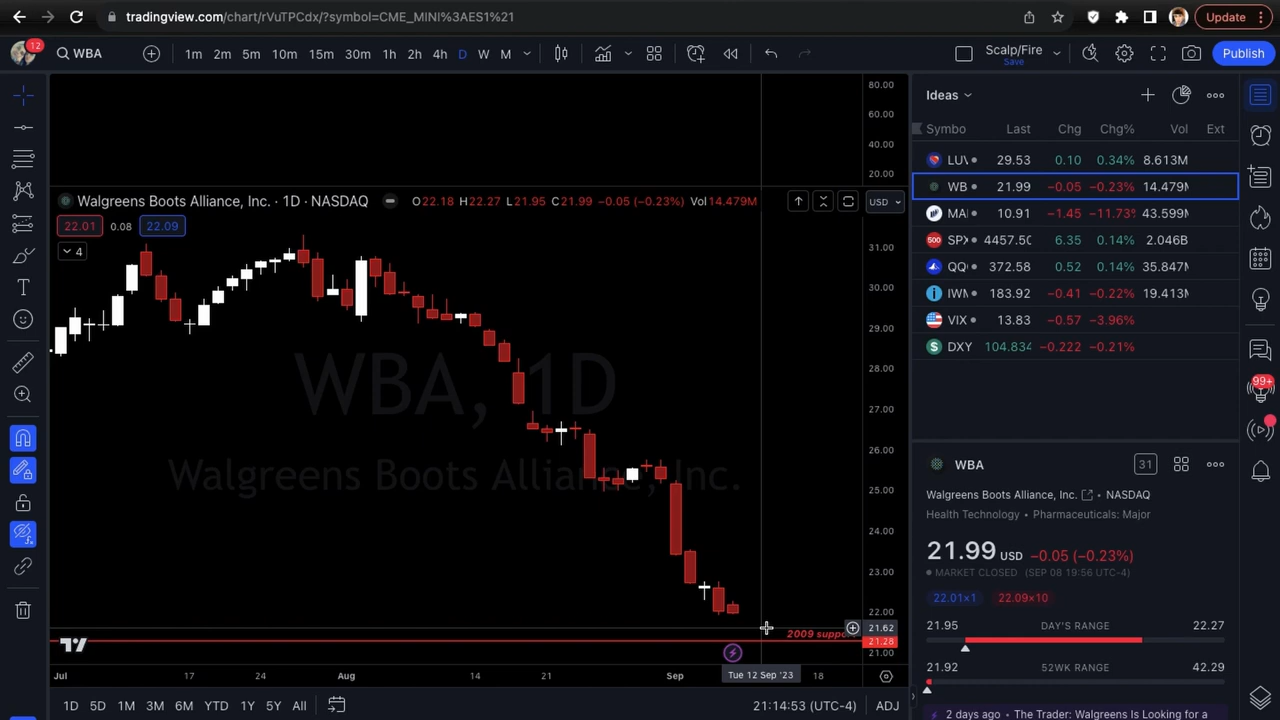 tradingview.com/chart/rVuTPCdx/?symbol=CME_MINI%3AES1%21
Update
12
WBA
1m 2m 5m 10m 15m 30m 1h 2h 4h D W M
Scalp/Fire
Save
Publish
80.00
60.00
40.00
20.00
Walgreens Boots Alliance, Inc. · 1D · NASDAQ
O22.18 H22.27 L21.95 C21.99 −0.05 (−0.23%) Vol14.479M
USD
22.01 0.08 22.09
4
31.00
30.00
29.00
28.00
27.00
26.00
25.00
24.00
23.00
22.00
21.62
21.28
21.00
WBA, 1D
Walgreens Boots Alliance, Inc.
2009 suppo
Jul 17 24 Aug 14 21 Sep Tue 12 Sep '23 18
1D 5D 1M 3M 6M YTD 1Y 5Y All
21:14:53 (UTC-4) ADJ
Ideas
Symbo Last Chg Chg% Vol Ext
LUV 29.53 0.10 0.34% 8.613M
WB 21.99 −0.05 −0.23% 14.479M
MA 10.91 −1.45 −11.73% 43.599M
SPX 4457.50 6.35 0.14% 2.046B
QQ 372.58 0.52 0.14% 35.847M
IWM 183.92 −0.41 −0.22% 19.413M
VIX 13.83 −0.57 −3.96%
DXY 104.834 −0.222 −0.21%
WBA
31
Walgreens Boots Alliance, Inc. • NASDAQ
Health Technology • Pharmaceuticals: Major
21.99 USD −0.05 (−0.23%)
MARKET CLOSED (SEP 08 19:56 UTC-4)
22.01×1 22.09×10
21.95 DAY'S RANGE 22.27
21.92 52WK RANGE 42.29
2 days ago • The Trader: Walgreens Is Looking for a
99+